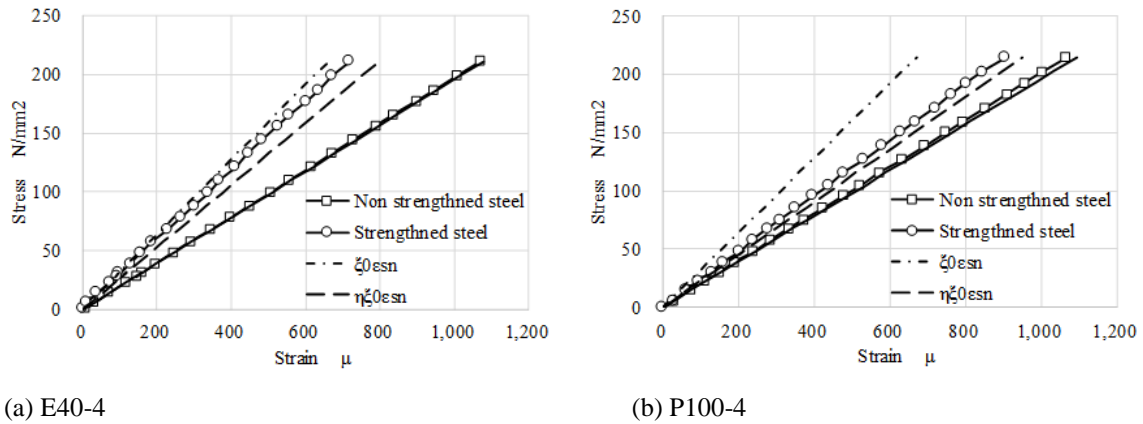 250
200
150
100
50
0
Stress N/mm2
0 200 400 600 800 1,000 1,200
Strain μ
Non strengthned steel
Strengthned steel
ξ0εsn
ηξ0εsn
(a) E40-4
250
200
150
100
50
0
Stress N/mm2
0 200 400 600 800 1,000 1,200
Strain μ
Non strengthned steel
Strengthned steel
ξ0εsn
ηξ0εsn
(b) P100-4